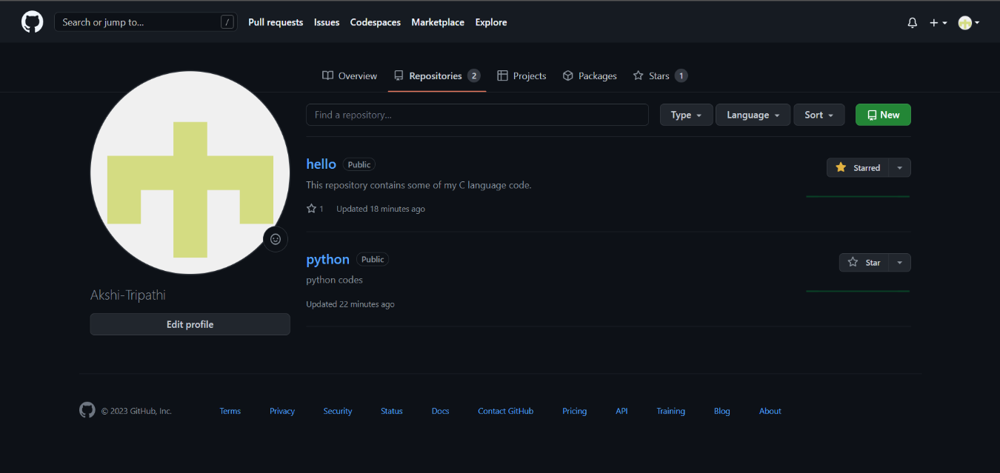 Search or jump to... / Pull requests Issues Codespaces Marketplace Explore
Overview Repositories 2 Projects Packages Stars 1
Find a repository... Type Language Sort New
hello Public Starred
This repository contains some of my C language code.
1 Updated 18 minutes ago
python Public Star
python codes
Updated 22 minutes ago
Akshi-Tripathi
Edit profile
© 2023 GitHub, Inc. Terms Privacy Security Status Docs Contact GitHub Pricing API Training Blog About